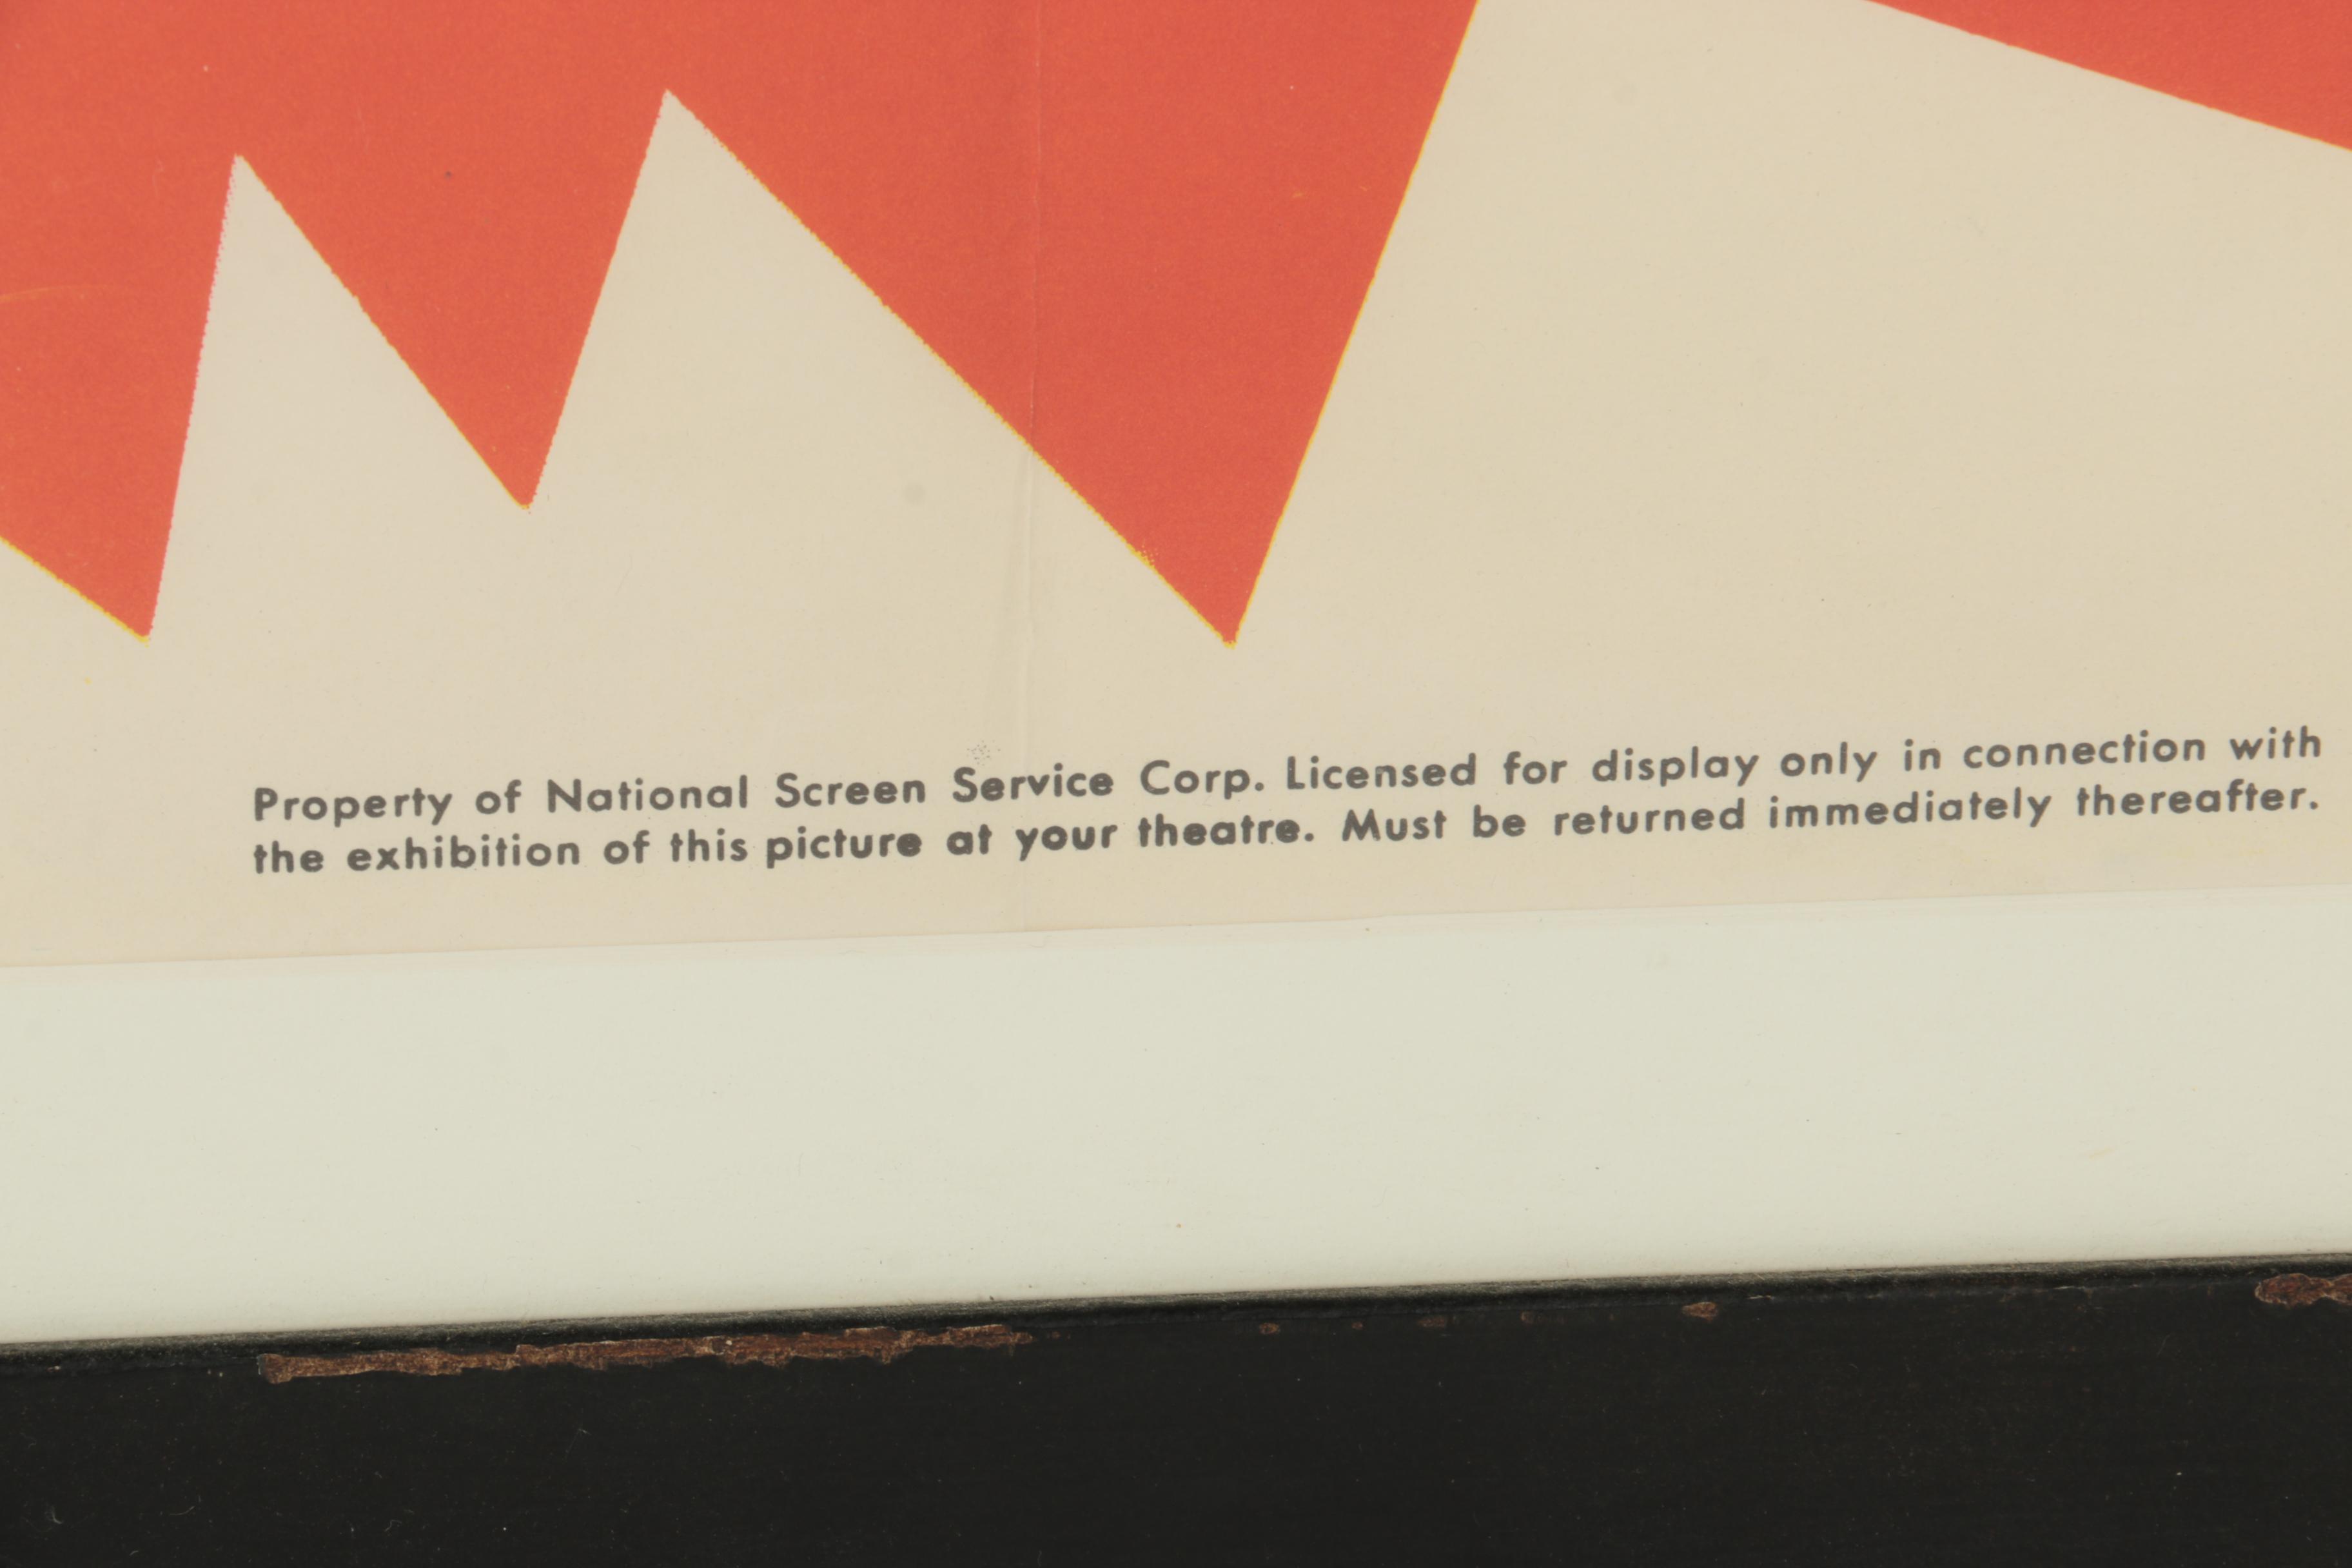 Property of National Screen Service Corp. Licensed for display only in connection with
the exhibition of this picture at your theatre. Must be returned immediately thereafter.